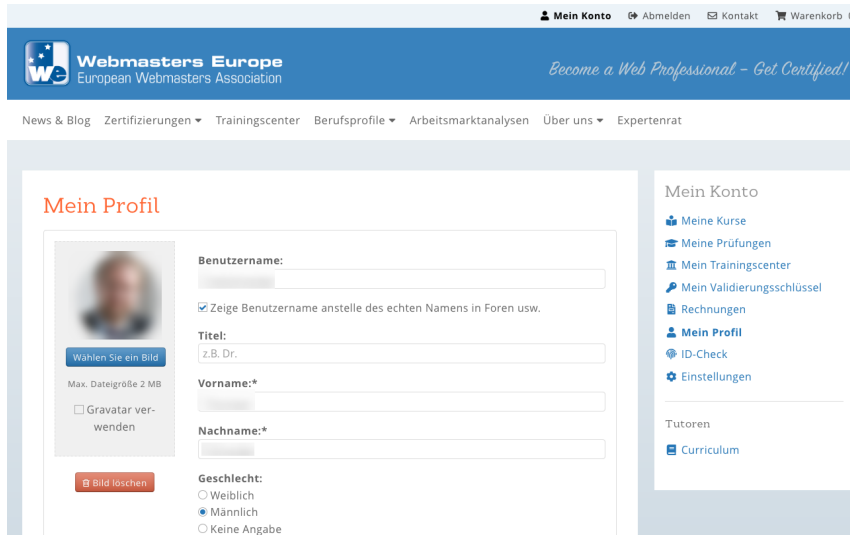 Mein Konto Abmelden Kontakt Warenkorb
Webmasters Europe
European Webmasters Association
Become a Web Professional – Get Certified!
News & Blog Zertifizierungen Trainingscenter Berufsprofile Arbeitsmarktanalysen Über uns Expertenrat
Mein Profil
Wählen Sie ein Bild
Max. Dateigröße 2 MB
Gravatar ver-
wenden
Bild löschen
Benutzername:
Zeige Benutzername anstelle des echten Namens in Foren usw.
Titel:
z.B. Dr.
Vorname:*
Nachname:*
Geschlecht:
Weiblich
Männlich
Keine Angabe
Mein Konto
Meine Kurse
Meine Prüfungen
Mein Trainingscenter
Mein Validierungsschlüssel
Rechnungen
Mein Profil
ID-Check
Einstellungen
Tutoren
Curriculum